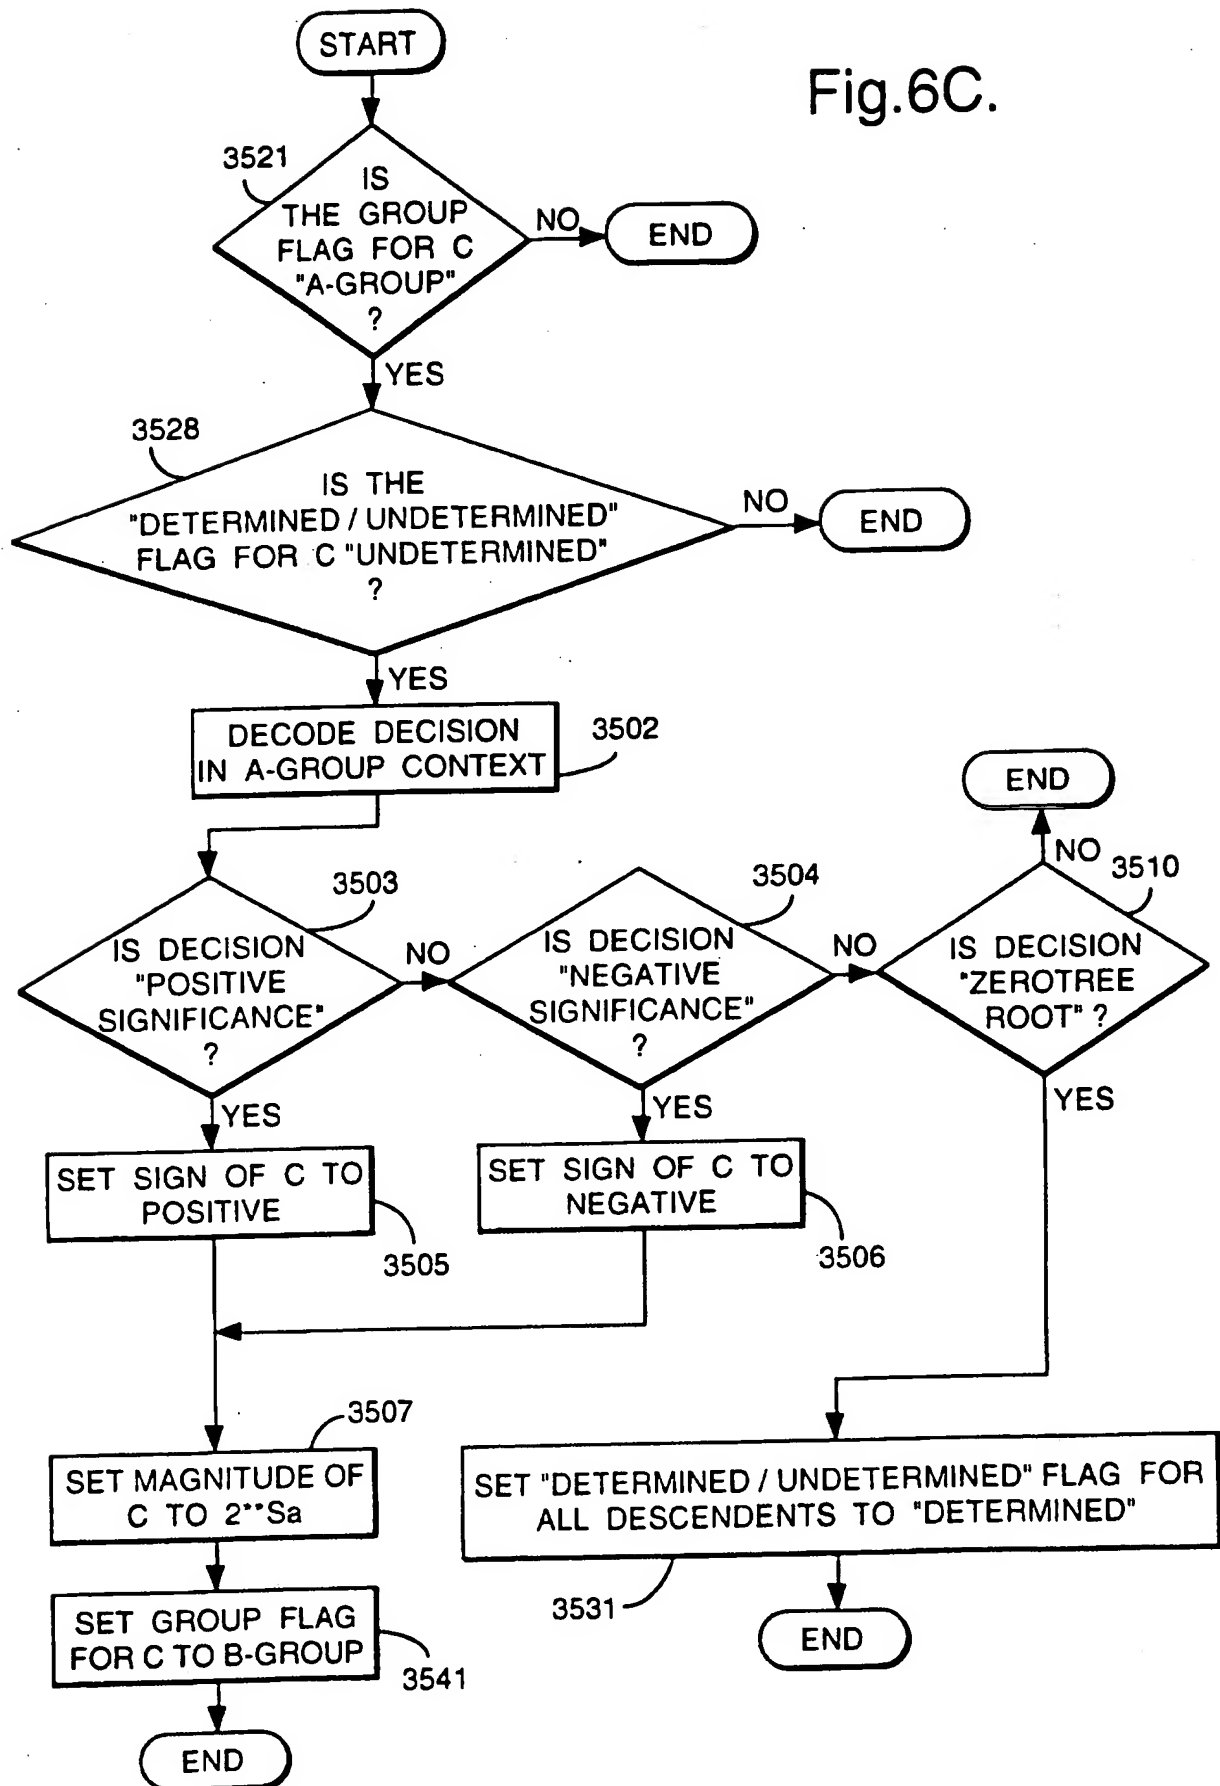 START
Fig.6C.
3521
IS
THE GROUP
FLAG FOR C
"A-GROUP"
?
NO
END
YES
3528
IS THE
"DETERMINED / UNDETERMINED"
FLAG FOR C "UNDETERMINED"
?
NO
END
YES
DECODE DECISION
IN A-GROUP CONTEXT
3502
END
NO
3503
IS DECISION
"POSITIVE
SIGNIFICANCE"
?
NO
3504
IS DECISION
"NEGATIVE
SIGNIFICANCE"
?
NO
3510
IS DECISION
"ZEROTREE
ROOT" ?
YES
YES
YES
SET SIGN OF C TO
POSITIVE
3505
SET SIGN OF C TO
NEGATIVE
3506
3507
SET MAGNITUDE OF
C TO 2**Sa
SET "DETERMINED / UNDETERMINED" FLAG FOR
ALL DESCENDENTS TO "DETERMINED"
3531
SET GROUP FLAG
FOR C TO B-GROUP
3541
END
END